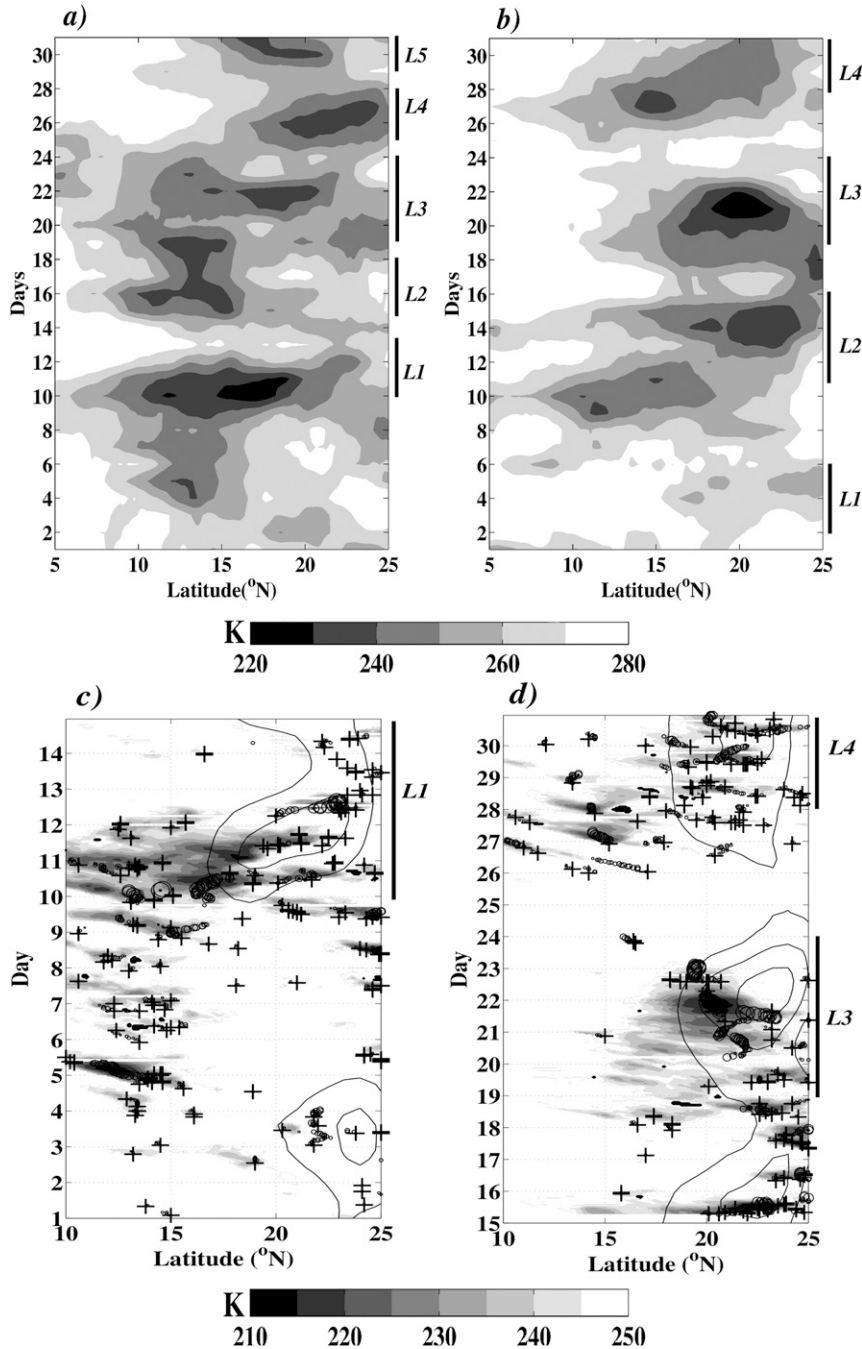 a)
30
28
26
24
22
20
18
16
14
12
10
8
6
4
2
Days
5 10 15 20 25
Latitude(°N)
L5
L4
L3
L2
L1
b)
30
28
26
24
22
20
18
16
14
12
10
8
6
4
2
Days
5 10 15 20 25
Latitude(°N)
L4
L3
L2
L1
K
220 240 260 280
c)
14
13
12
11
10
9
8
7
6
5
4
3
2
1
Day
10 15 20 25
Latitude (°N)
L1
d)
30
29
28
27
26
25
24
23
22
21
20
19
18
17
16
15
Day
10 15 20 25
Latitude (°N)
L4
L3
K
210 220 230 240 250